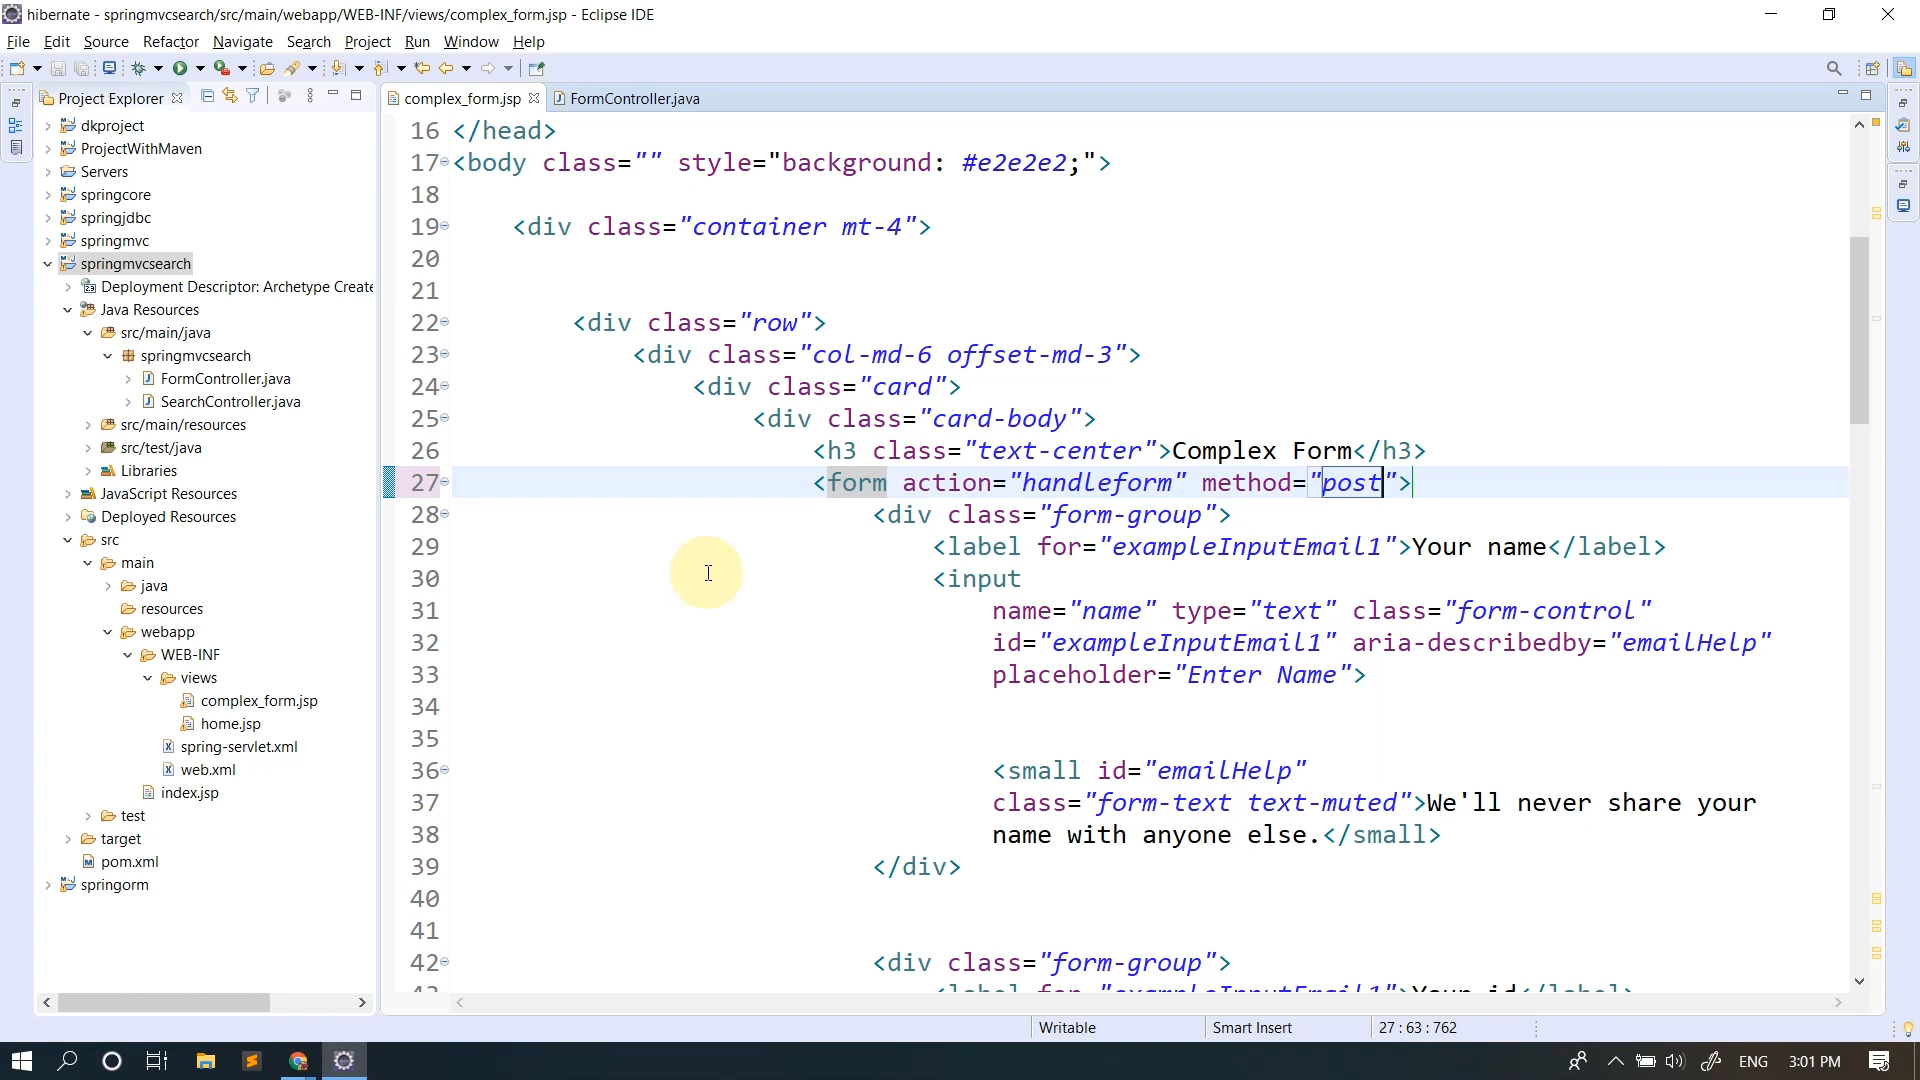 hibernate - springmvcsearch/src/main/webapp/WEB-INF/views/complex_form.jsp - Eclipse IDE
File Edit Source Refactor Navigate Search Project Run Window Help
Project Explorer
dkproject
ProjectWithMaven
Servers
springcore
springjdbc
springmvc
springmvcsearch
Deployment Descriptor: Archetype Create
Java Resources
src/main/java
springmvcsearch
FormController.java
SearchController.java
src/main/resources
src/test/java
Libraries
JavaScript Resources
Deployed Resources
src
main
java
resources
webapp
WEB-INF
views
complex_form.jsp
home.jsp
spring-servlet.xml
web.xml
index.jsp
test
target
pom.xml
springorm
complex_form.jsp FormController.java
16 </head>
17 <body class="" style="background: #e2e2e2;">
18
19 <div class="container mt-4">
20
21
22 <div class="row">
23 <div class="col-md-6 offset-md-3">
24 <div class="card">
25 <div class="card-body">
26 <h3 class="text-center">Complex Form</h3>
27 <form action="handleform" method="post">
28 <div class="form-group">
29 <label for="exampleInputEmail1">Your name</label>
30 <input
31 name="name" type="text" class="form-control"
32 id="exampleInputEmail1" aria-describedby="emailHelp"
33 placeholder="Enter Name">
34
35
36 <small id="emailHelp"
37 class="form-text text-muted">We'll never share your
38 name with anyone else.</small>
39 </div>
40
41
42 <div class="form-group">
43 <label for="exampleInputEmail1">Your id</label>
Writable Smart Insert 27 : 63 : 762
ENG 3:01 PM